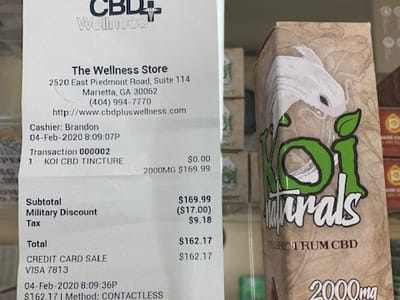 CBD+
Wellness
The Wellness Store
2520 East Piedmont Road, Suite 114
Marietta, GA 30062
(404) 994-7770
http://www.cbdpluswellness.com
Cashier: Brandon
04-Feb-2020 8:09:07P
Transaction 000002
1 KOI CBD TINCTURE $0.00
2000MG $169.99
Subtotal $169.99
Military Discount ($17.00)
Tax $9.18
Total $162.17
CREDIT CARD SALE $162.17
VISA 7813
04-Feb-2020 8:09:36P
$162.17 | Method: CONTACTLESS
Koi
Naturals
SPECTRUM CBD
2000mg